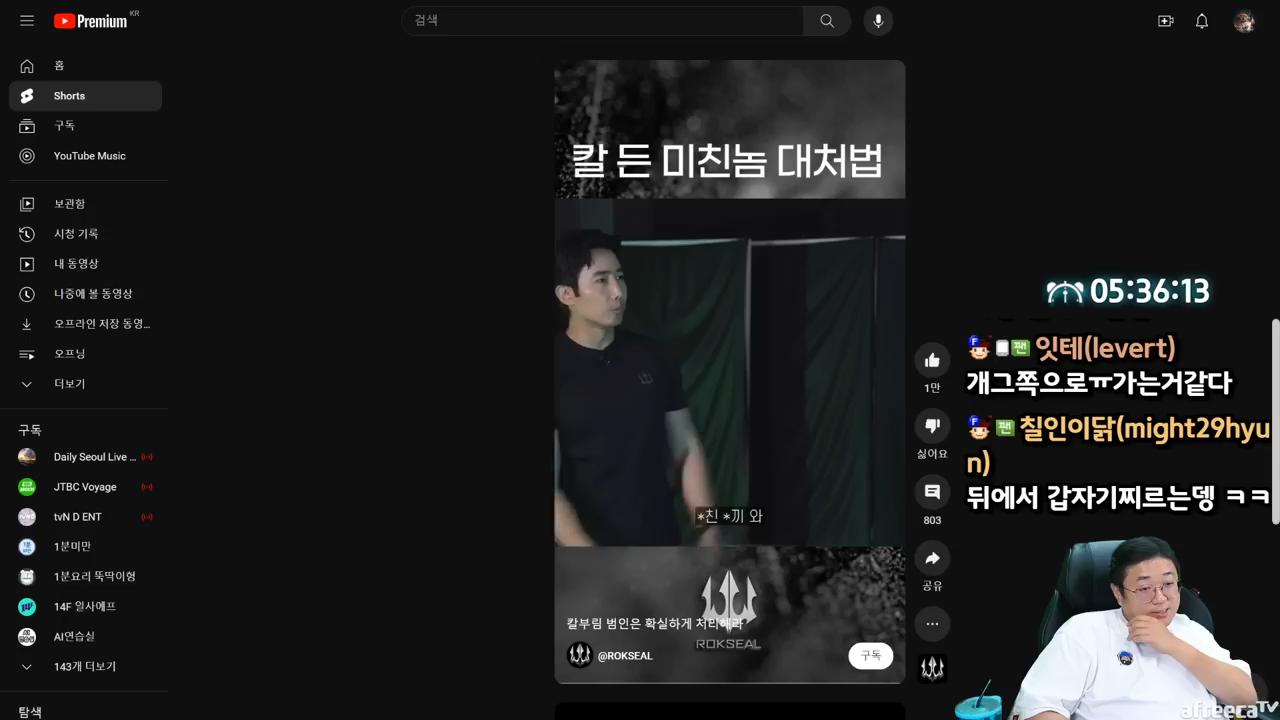 Premium
KR
검색
홈
Shorts
구독
YouTube Music
보관함
시청 기록
내 동영상
나중에 볼 동영상
오프라인 저장 동영...
오프닝
더보기
구독
Daily Seoul Live ...
JTBC Voyage
tvN D ENT
1분미만
1분요리 뚝딱이형
14F 일사에프
AI연습실
143개 더보기
탐색
칼 든 미친놈 대처법
*친 *끼 와
칼부림 범인은 확실하게 처리해라
ROKSEAL
@ROKSEAL
구독
1만
싫어요
803
공유
05:36:13
팬 잇테(levert)
개그쪽으로ㅠ가는거같다
팬 칠인이닭(might29hyu
n)
뒤에서 갑자기찌르는뎅 ㅋㅋ
afreecaTV